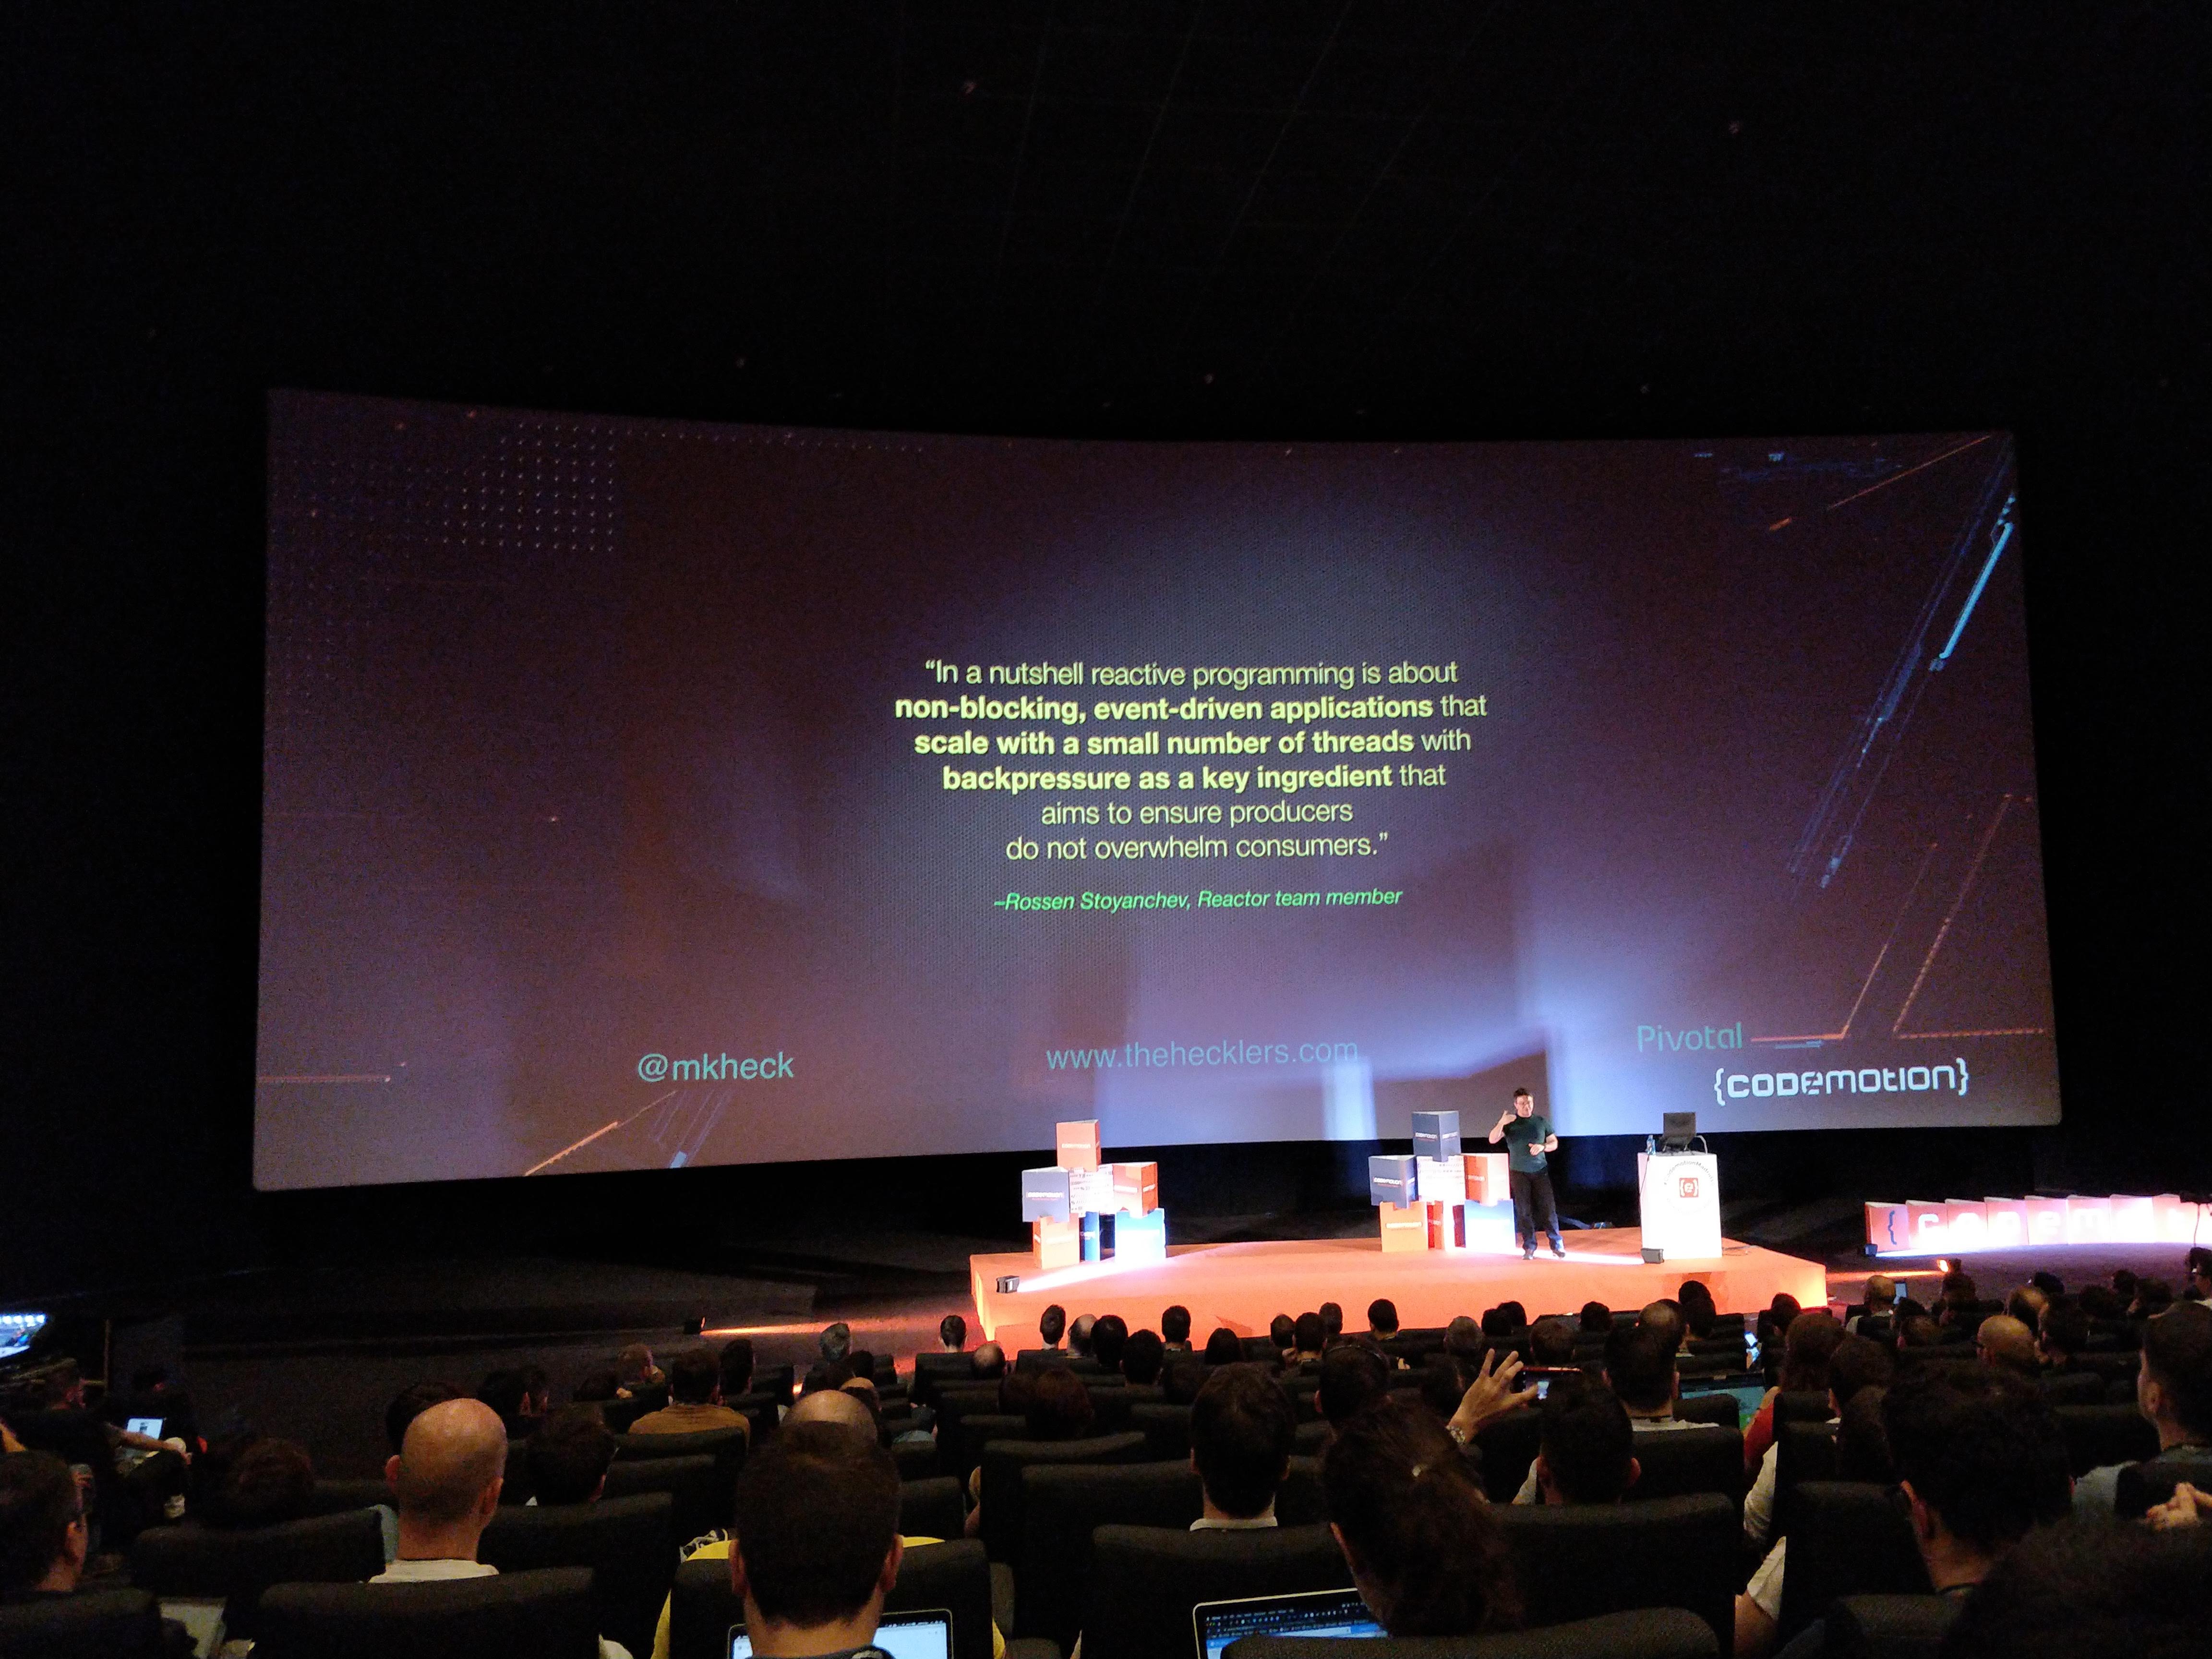 “In a nutshell reactive programming is about
non-blocking, event-driven applications that
scale with a small number of threads with
backpressure as a key ingredient that
aims to ensure producers
do not overwhelm consumers.”
–Rossen Stoyanchev, Reactor team member
@mkheck
www.thehecklers.com
Pivotal
{CODEMOTION}
CODEMOTION
{e}